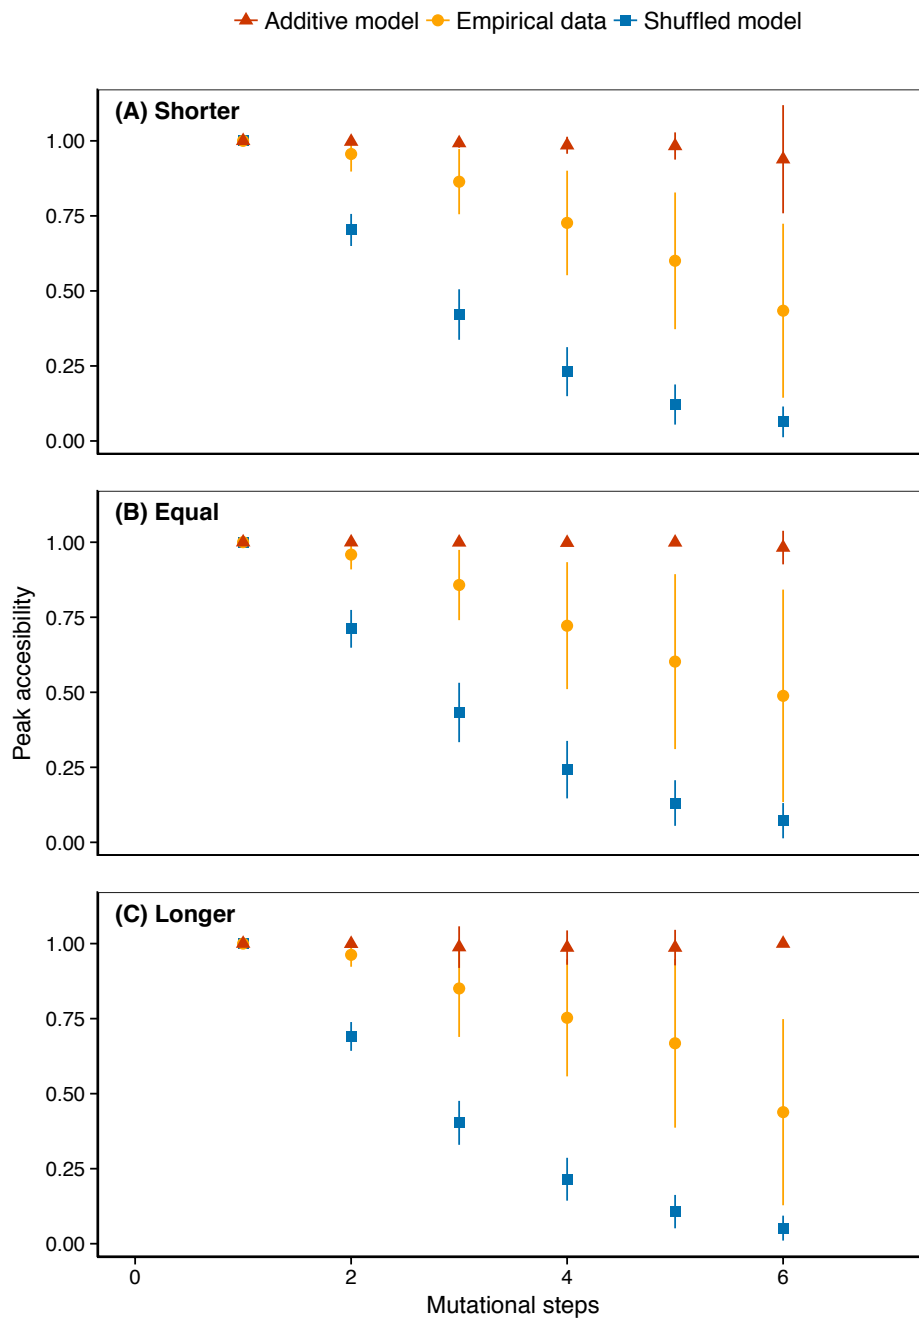 Additive model Empirical data Shuffled model
(A) Shorter
1.00
0.75
0.50
0.25
0.00
(B) Equal
1.00
0.75
0.50
0.25
0.00
Peak accesibility
(C) Longer
1.00
0.75
0.50
0.25
0.00
0 2 4 6
Mutational steps